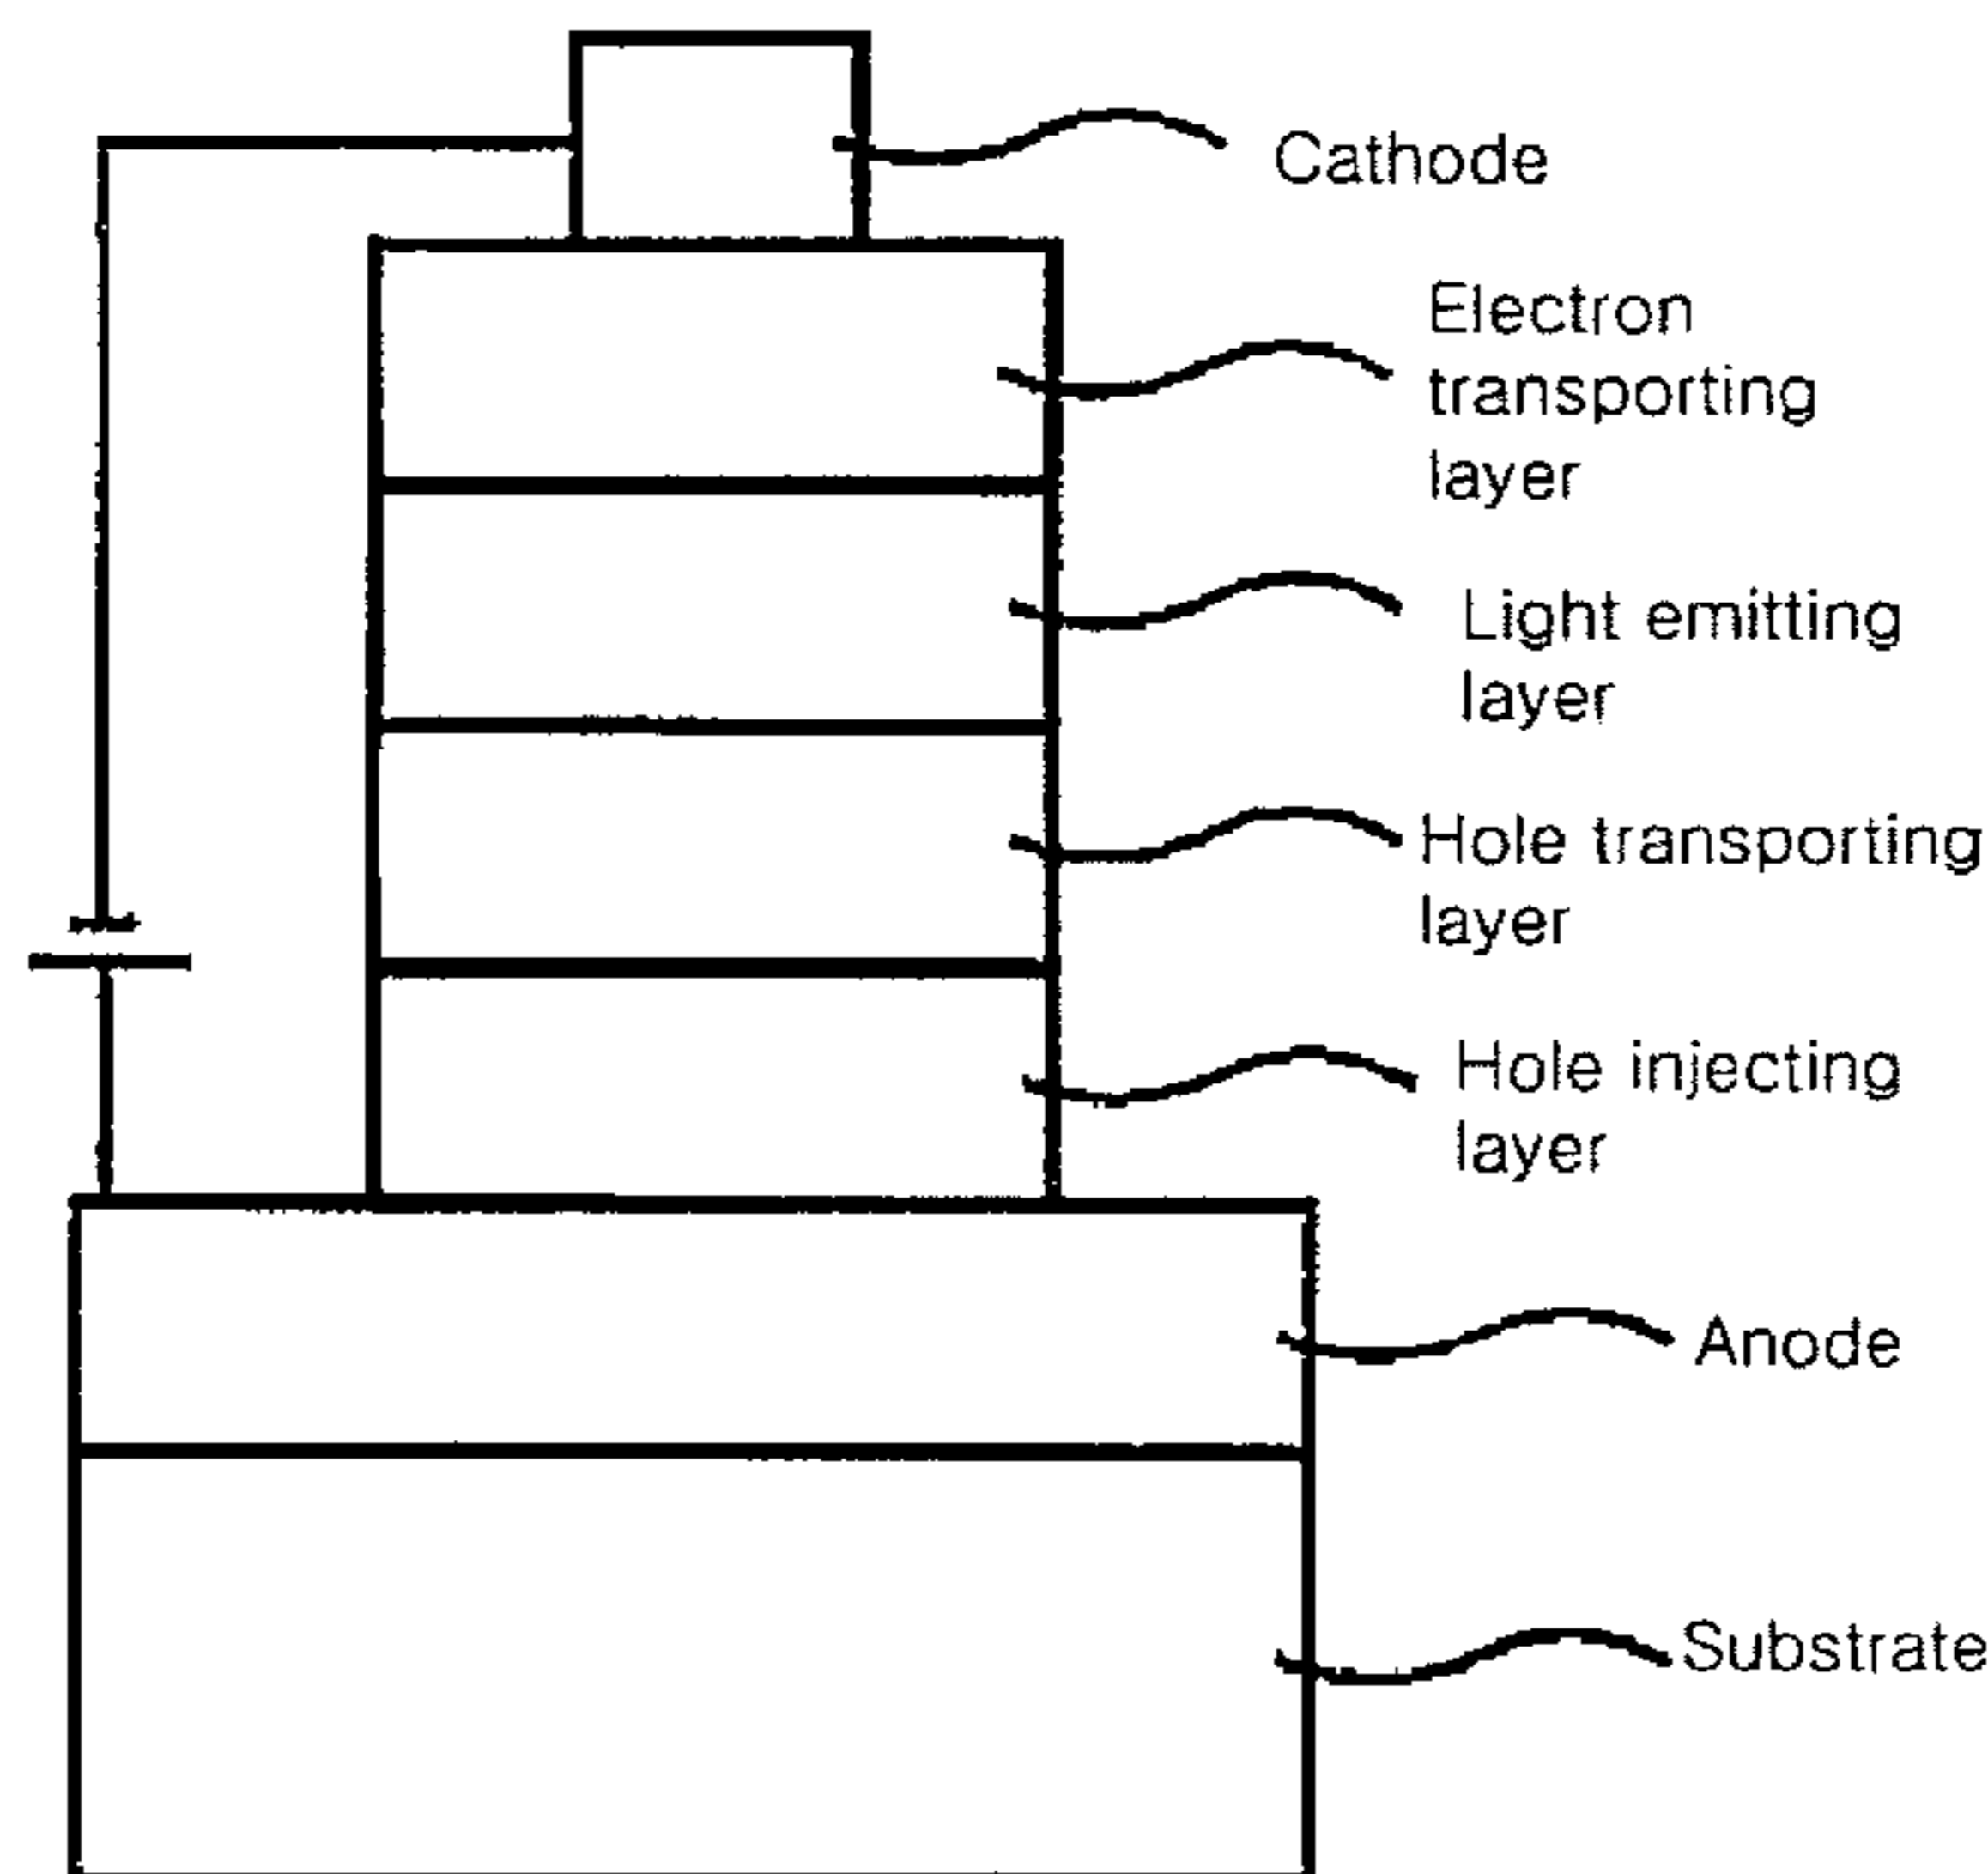 Cathode
Electron
transporting
layer
Light emitting
layer
Hole transporting
layer
Hole injecting
layer
Anode
Substrate